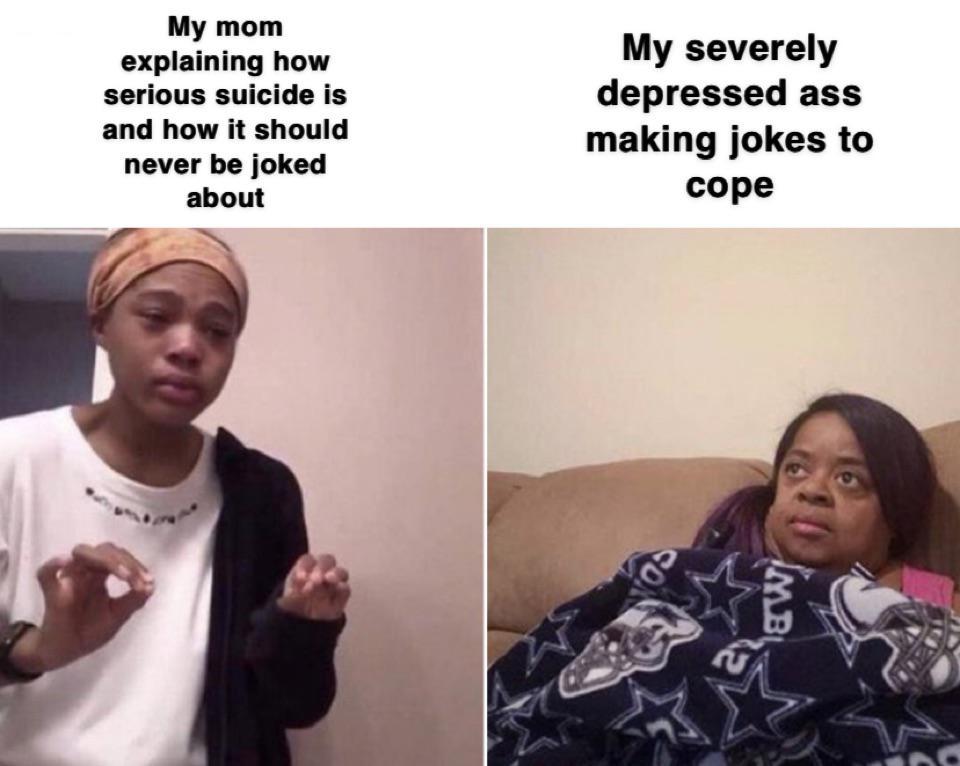 My mom
explaining how
serious suicide is
and how it should
never be joked
about
My severely
depressed ass
making jokes to
cope